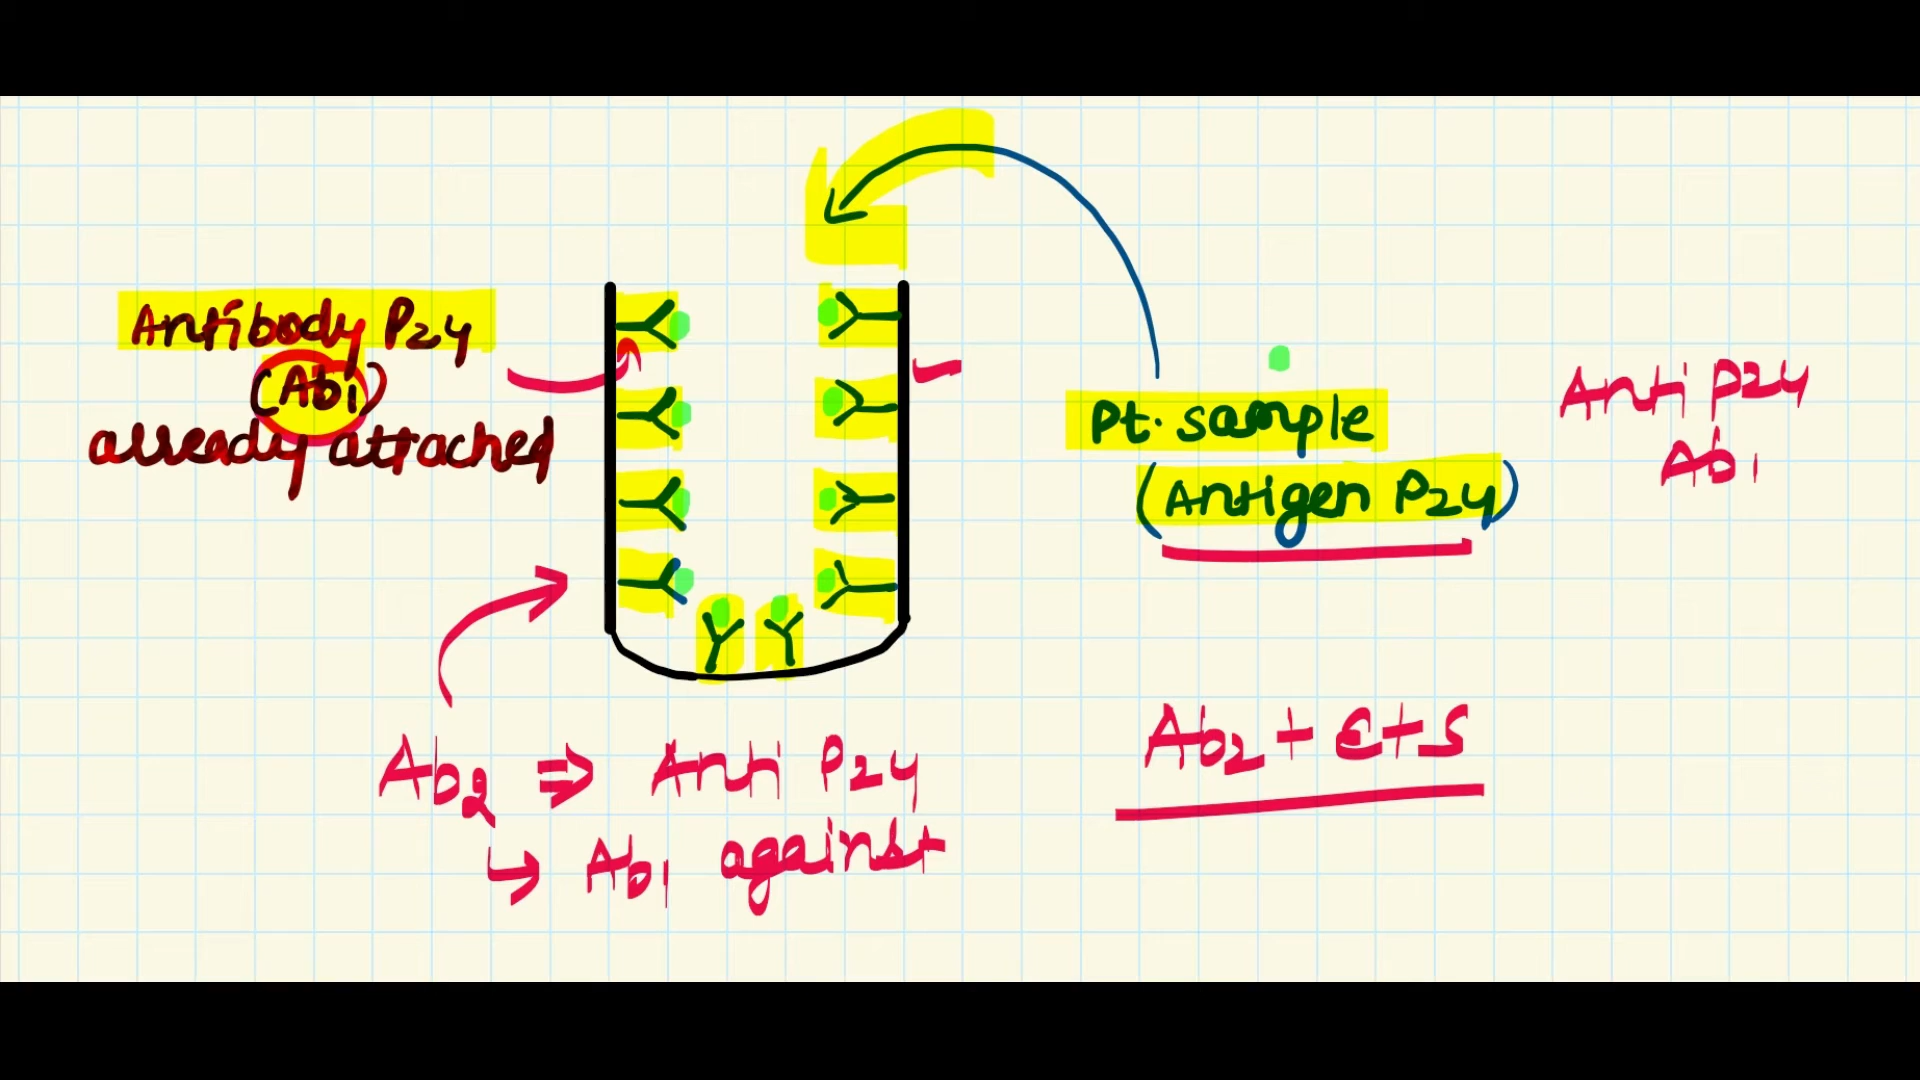 Antibody P24
(Ab1)
already attached
Pt. sample
(Antigen P24)
Anti P24
Ab1
Ab2 ⇒ Anti P24
↳ Ab1 against
Ab2 + E + S